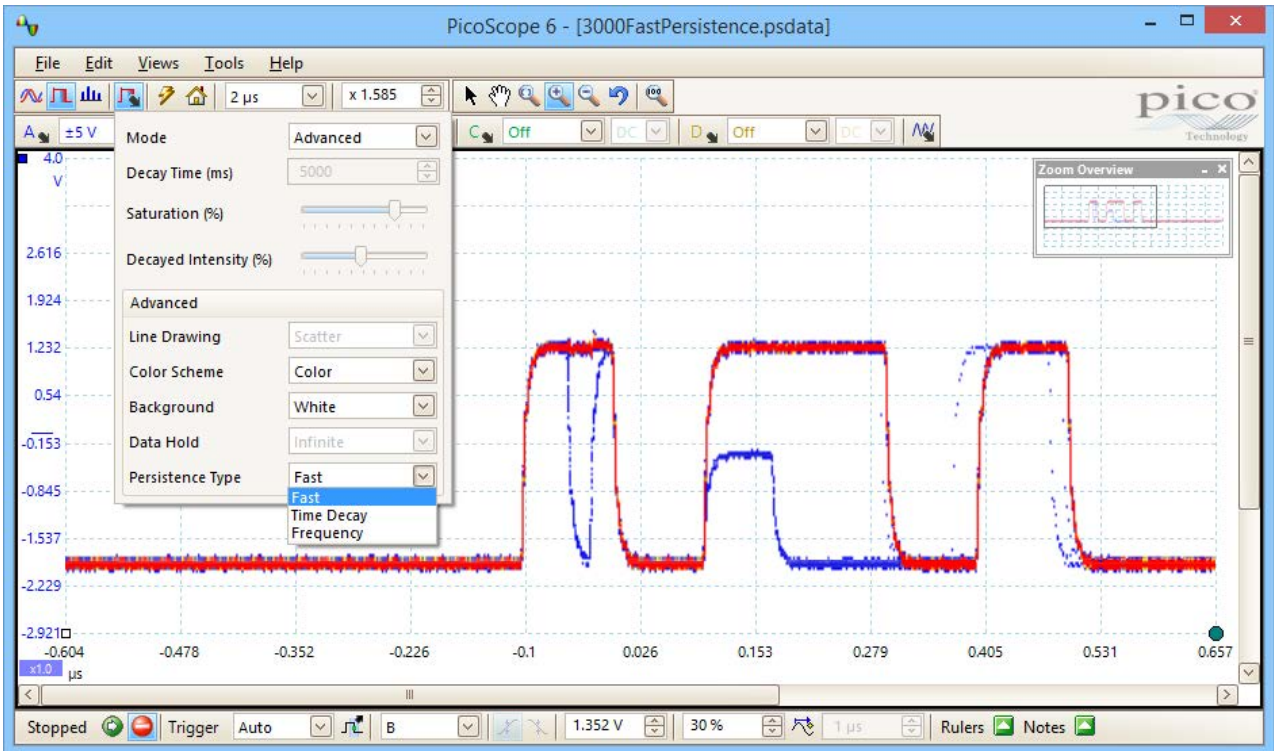 PicoScope 6 - [3000FastPersistence.psdata]
File Edit Views Tools Help
2 µs x 1.585 100
pico
Technology
A ±5 V C Off DC D Off DC
Mode Advanced
Decay Time (ms) 5000
Saturation (%)
Decayed Intensity (%)
Advanced
Line Drawing Scatter
Color Scheme Color
Background White
Data Hold Infinite
Persistence Type Fast
Fast
Time Decay
Frequency
Zoom Overview
4.0
V
2.616
1.924
1.232
0.54
-0.153
-0.845
-1.537
-2.229
-2.921
-0.604 -0.478 -0.352 -0.226 -0.1 0.026 0.153 0.279 0.405 0.531 0.657
x1.0 µs
Stopped Trigger Auto B 1.352 V 30 % 1 µs Rulers Notes